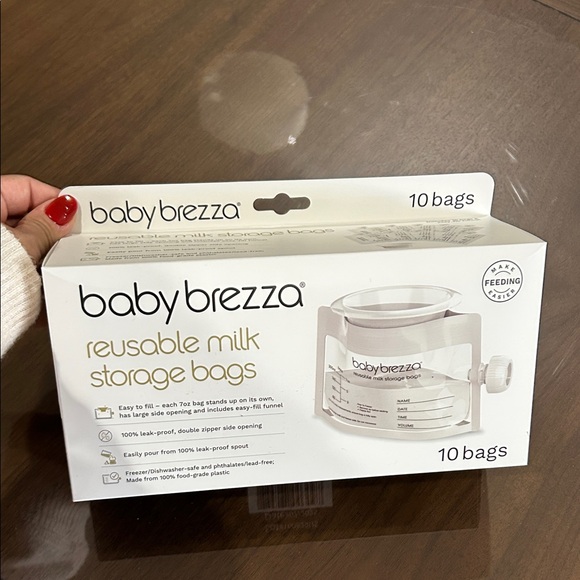 baby brezza®
10 bags
reusable milk storage bags
MAKE FEEDING EASIER
baby brezza®
reusable milk
storage bags
Easy to fill – each 7oz bag stands up on its own,
has large side opening and includes easy-fill funnel
100% leak-proof, double zipper side opening
Easily pour from 100% leak-proof spout
Freezer/Dishwasher-safe and phthalates/lead-free;
Made from 100% food-grade plastic
baby brezza
reusable milk storage bags
NAME
DATE
TIME
VOLUME
10 bags